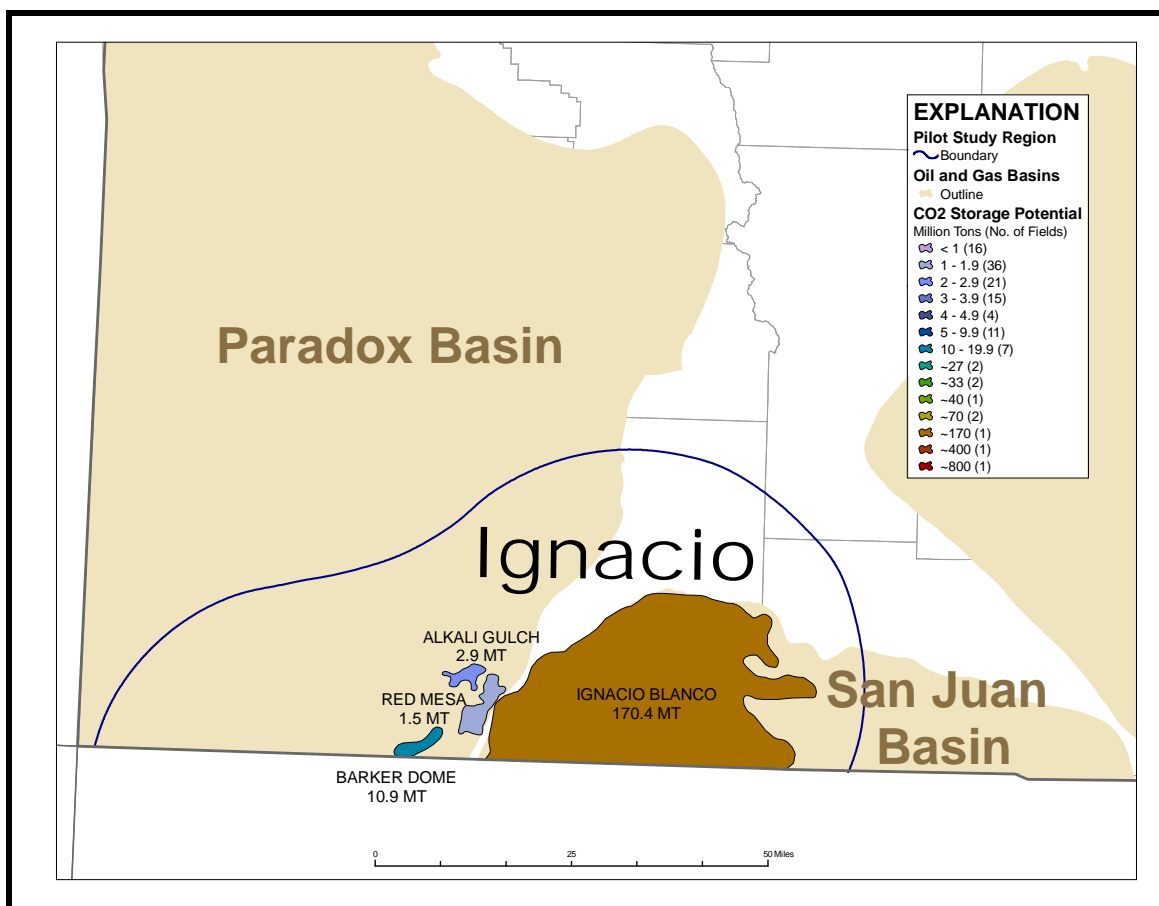 EXPLANATION
Pilot Study Region
Boundary
Oil and Gas Basins
Outline
CO2 Storage Potential
Million Tons (No. of Fields)
< 1 (16)
1 - 1.9 (36)
2 - 2.9 (21)
3 - 3.9 (15)
4 - 4.9 (4)
5 - 9.9 (11)
10 - 19.9 (7)
~27 (2)
~33 (2)
~40 (1)
~70 (2)
~170 (1)
~400 (1)
~800 (1)
Paradox Basin
Ignacio
ALKALI GULCH
2.9 MT
RED MESA
1.5 MT
IGNACIO BLANCO
170.4 MT
San Juan
Basin
BARKER DOME
10.9 MT
0 25 50 Miles